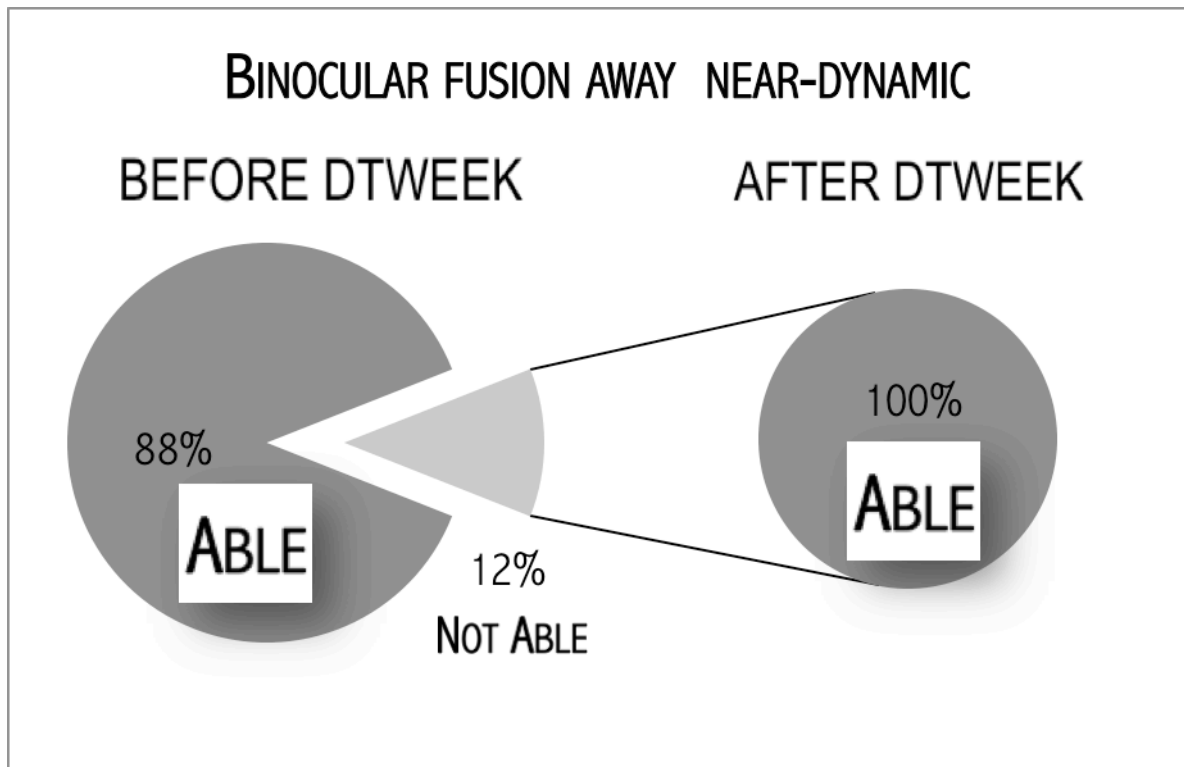 BINOCULAR FUSION AWAY NEAR-DYNAMIC
BEFORE DTWEEK
AFTER DTWEEK
88%
ABLE
12%
NOT ABLE
100%
ABLE